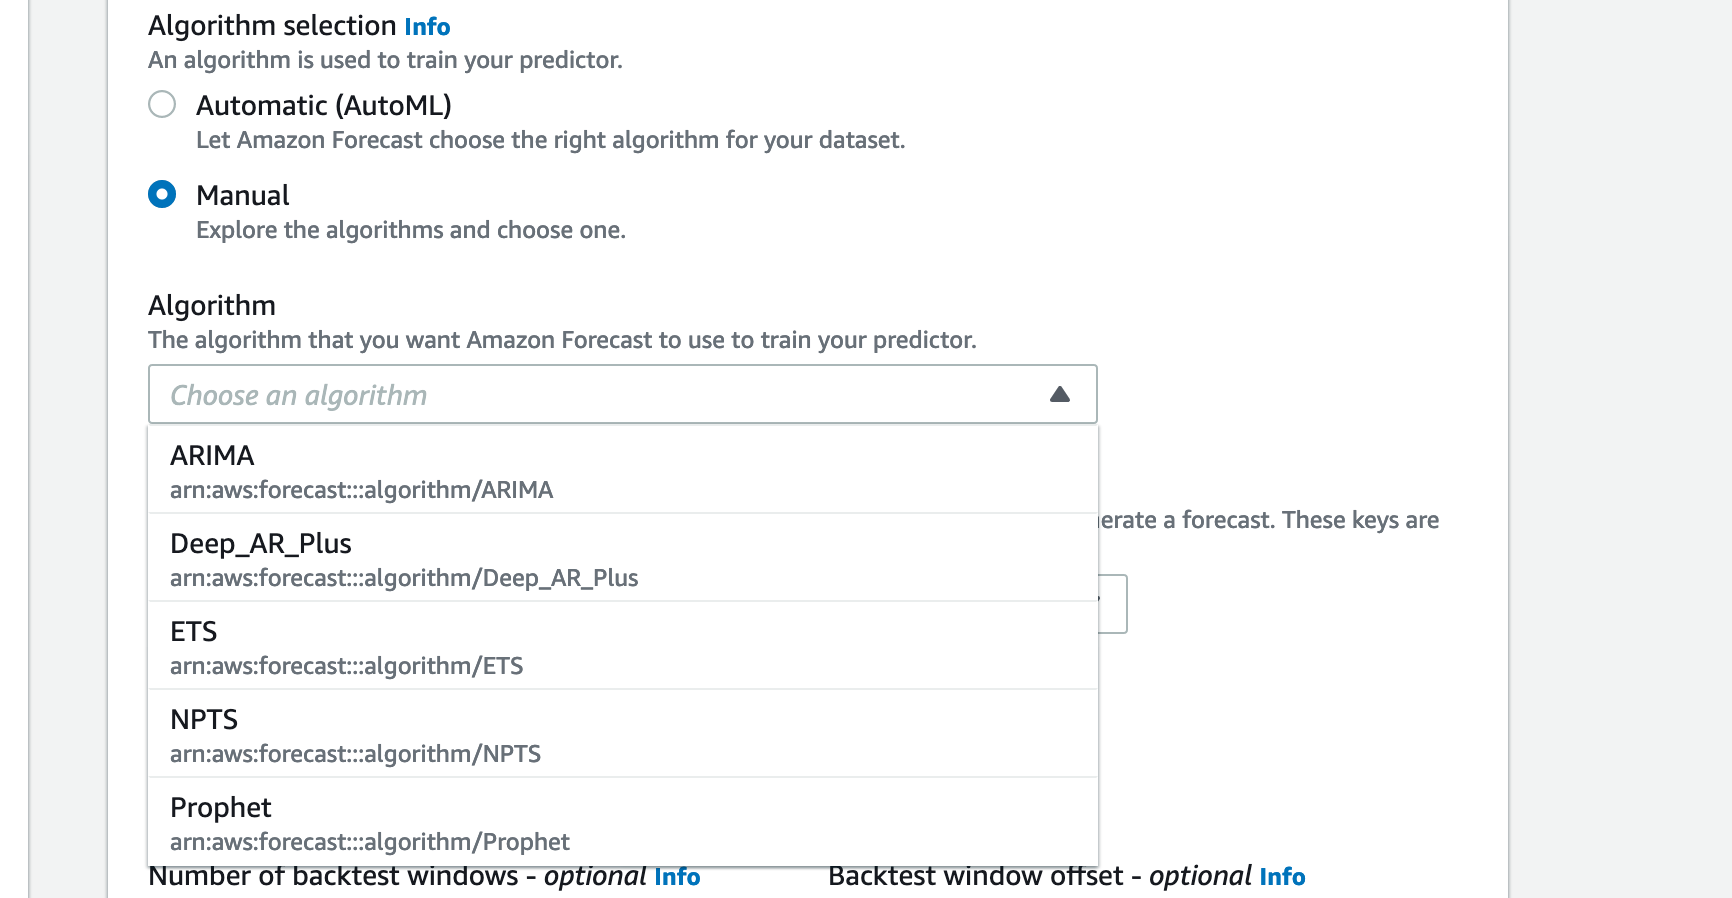 Algorithm selection Info
An algorithm is used to train your predictor.
Automatic (AutoML)
Let Amazon Forecast choose the right algorithm for your dataset.
Manual
Explore the algorithms and choose one.
Algorithm
The algorithm that you want Amazon Forecast to use to train your predictor.
Choose an algorithm
ARIMA
arn:aws:forecast:::algorithm/ARIMA
erate a forecast. These keys are
Deep_AR_Plus
arn:aws:forecast:::algorithm/Deep_AR_Plus
ETS
arn:aws:forecast:::algorithm/ETS
NPTS
arn:aws:forecast:::algorithm/NPTS
Prophet
arn:aws:forecast:::algorithm/Prophet
Number of backtest windows - optional Info
Backtest window offset - optional Info